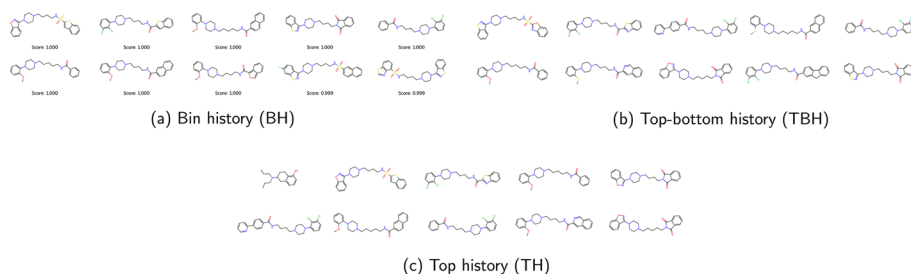 Score: 1.000 Score: 1.000 Score: 1.000 Score: 1.000 Score: 1.000
Score: 1.000 Score: 1.000 Score: 1.000 Score: 0.999 Score: 0.999
(a) Bin history (BH)
(b) Top-bottom history (TBH)
(c) Top history (TH)